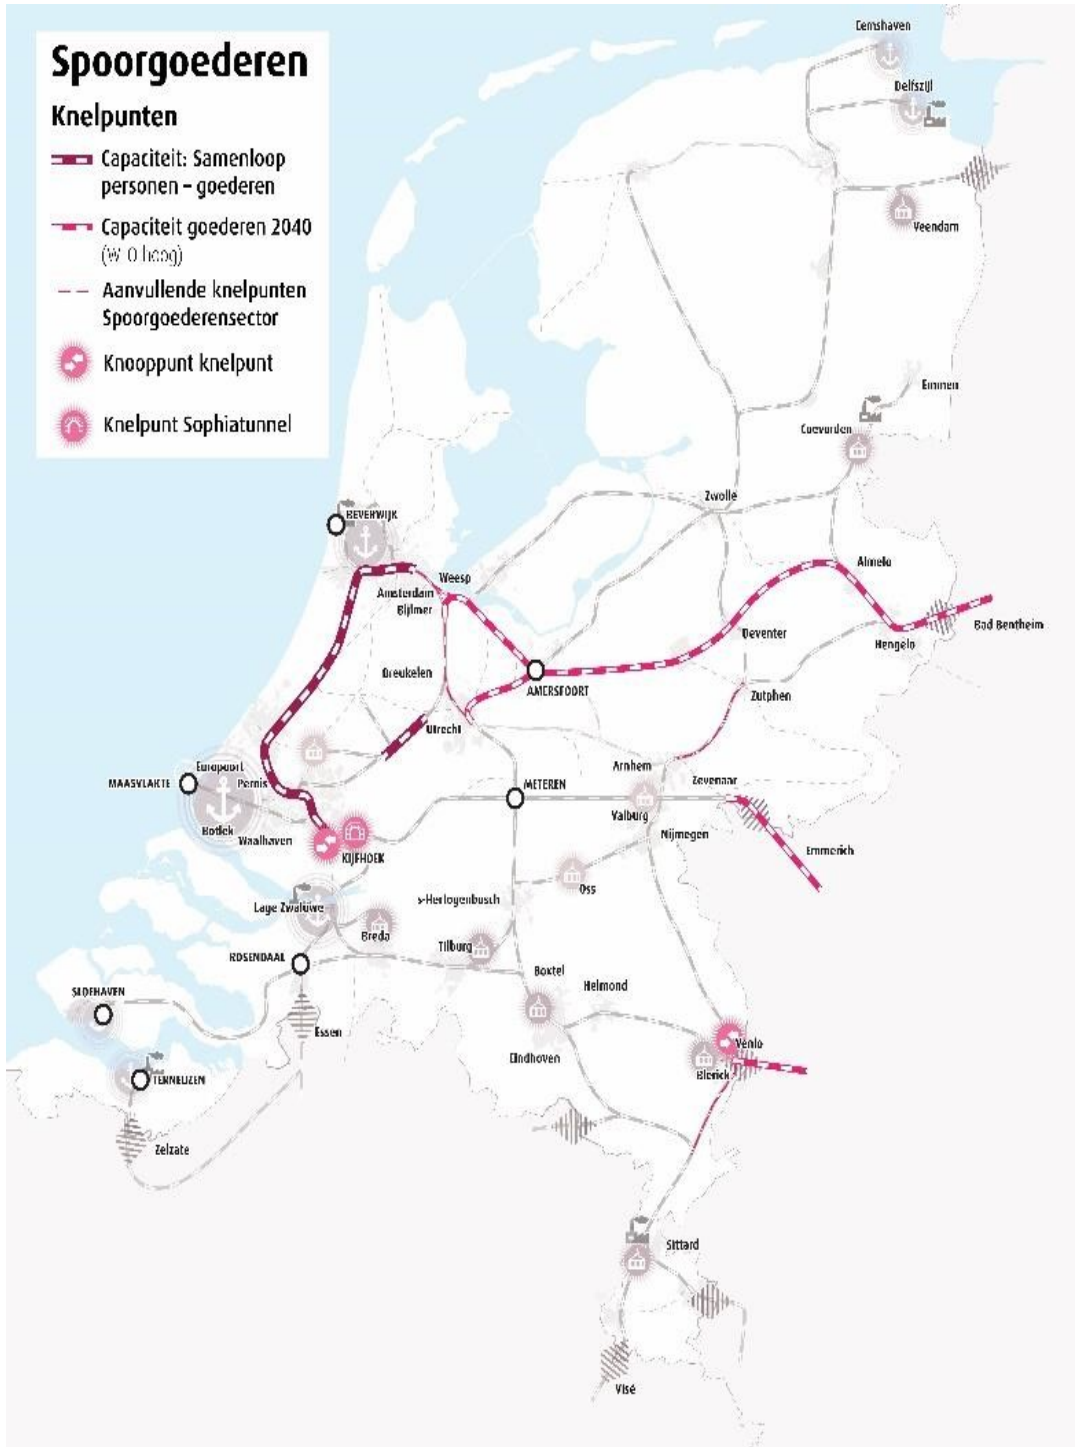 Spoorgoederen
Knelpunten
Capaciteit: Samenloop
personen – goederen
Capaciteit goederen 2040
(W O hoog)
Aanvullende knelpunten
Spoorgoederensector
Knooppunt knelpunt
Knelpunt Sophiatunnel
Eemshaven
Delfszijl
Veendam
Emmen
Coevorden
Zwolle
BEVERWIJK
Almelo
Weesp
Amsterdam
Bijlmer
Bad Bentheim
Deventer
Hengelo
Breukelen
AMERSFOORT
Zutphen
Utrecht
Europoort
Arnhem
MAASVLAKTE
Pernis
METEREN
Zevenaar
Botlek
Waalhaven
Valburg
Nijmegen
KIJFHOEK
Emmerich
Oss
s-Hertogenbusch
Lage Zwaluwe
Breda
Tilburg
ROSENDAAL
Boxtel
Helmond
SLOEHAVEN
Essen
Venlo
Eindhoven
Blerick
TERNEUZEN
Zelzate
Sittard
Visé